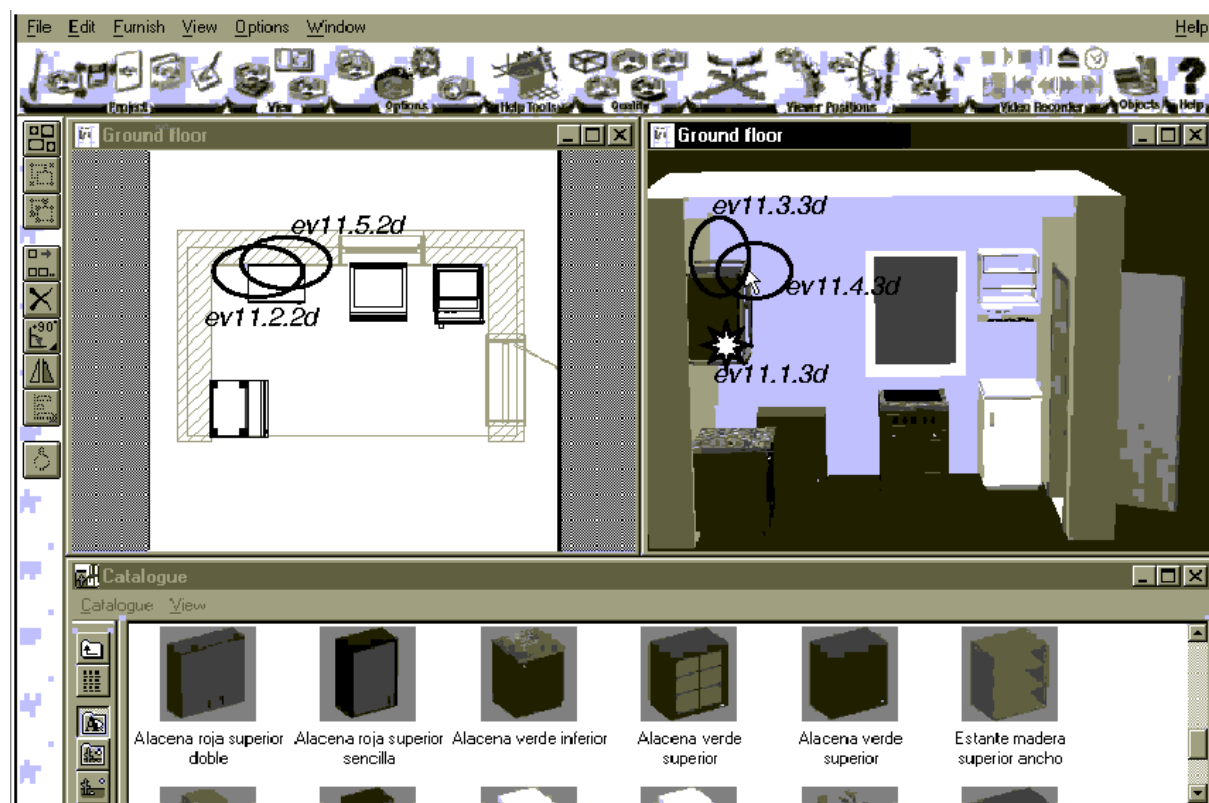 File Edit Furnish View Options Window Help
Project View Options Help Tools Quality Viewer Positions Video Recorder Objects Help
Ground floor
Ground floor
+90°
ev11.5.2d
ev11.2.2d
ev11.3.3d
ev11.4.3d
ev11.1.3d
Catalogue
Catalogue View
Alacena roja superior
doble
Alacena roja superior
sencilla
Alacena verde inferior
Alacena verde
superior
Alacena verde
superior
Estante madera
superior ancho